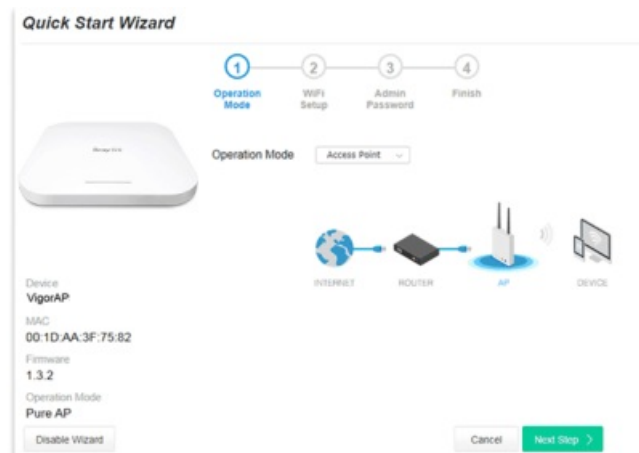 Quick Start Wizard
1 2 3 4
Operation Mode WiFi Setup Admin Password Finish
Operation Mode Access Point
INTERNET ROUTER AP DEVICE
Device
VigorAP
MAC
00:1D:AA:3F:75:82
Firmware
1.3.2
Operation Mode
Pure AP
Disable Wizard Cancel Next Step